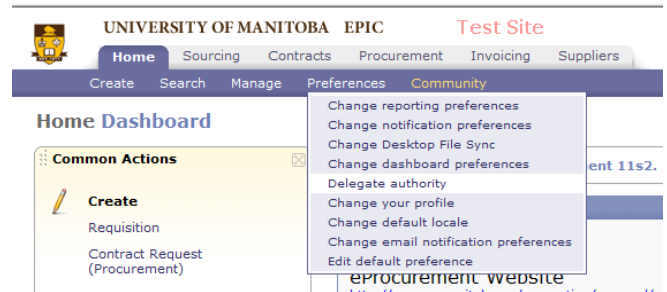 UNIVERSITY OF MANITOBA EPIC Test Site
Home Sourcing Contracts Procurement Invoicing Suppliers
Create Search Manage Preferences Community
Home Dashboard
Change reporting preferences
Change notification preferences
Change Desktop File Sync
Change dashboard preferences
Delegate authority
Change your profile
Change default locale
Change email notification preferences
Edit default preference
Common Actions
Create
Requisition
Contract Request
(Procurement)
11s2.
eProcurement Website